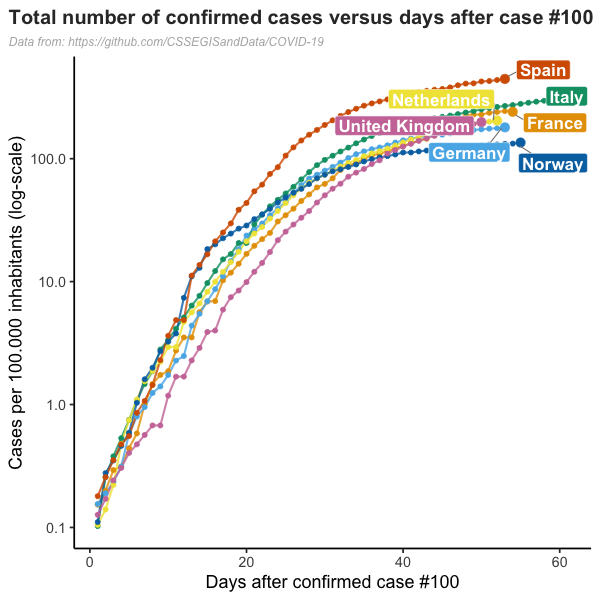 Total number of confirmed cases versus days after case #100
Data from: https://github.com/CSSEGISandData/COVID-19
Spain
Netherlands
Italy
United Kingdom
France
Germany
Norway
100.0
10.0
1.0
0.1
Cases per 100.000 inhabitants (log-scale)
0
20
40
60
Days after confirmed case #100